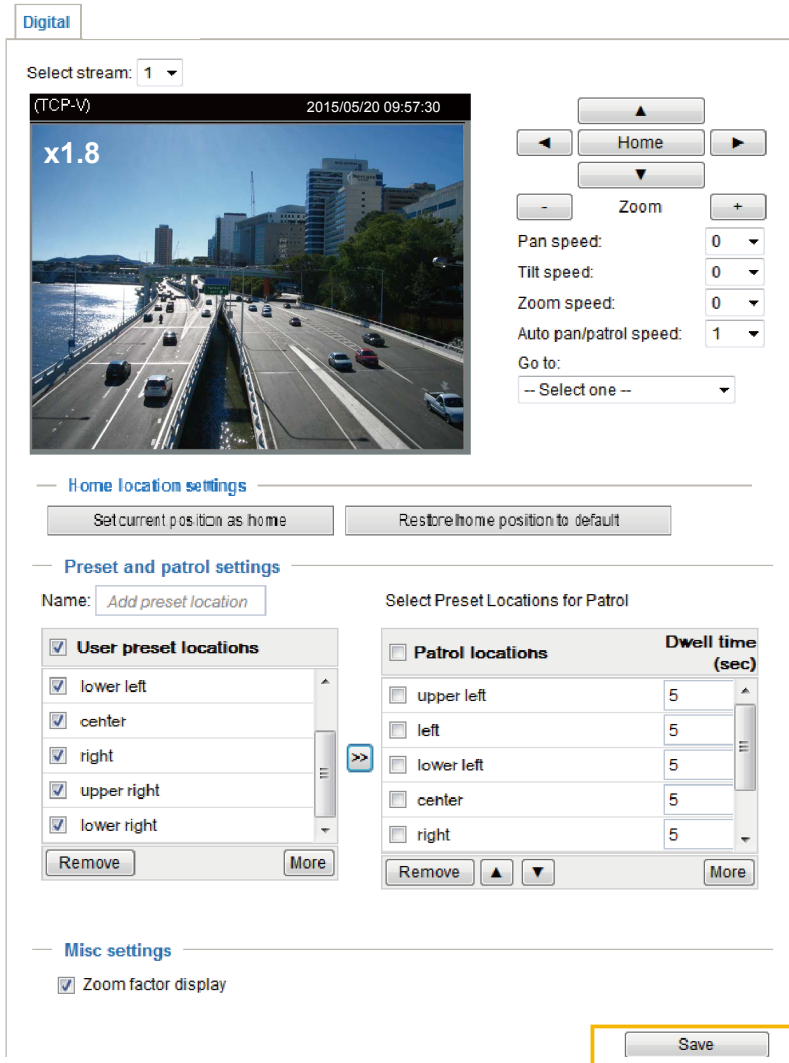 Digital
Select stream: 1
(TCP-V) 2015/05/20 09:57:30
x1.8
Home
- Zoom +
Pan speed: 0
Tilt speed: 0
Zoom speed: 0
Auto pan/patrol speed: 1
Go to:
-- Select one --
Home location settings
Set current position as home
Restore home position to default
Preset and patrol settings
Name: Add preset location
Select Preset Locations for Patrol
User preset locations
lower left
center
right
upper right
lower right
Remove More
>>
Patrol locations Dwell time (sec)
upper left 5
left 5
lower left 5
center 5
right 5
Remove More
Misc settings
Zoom factor display
Save